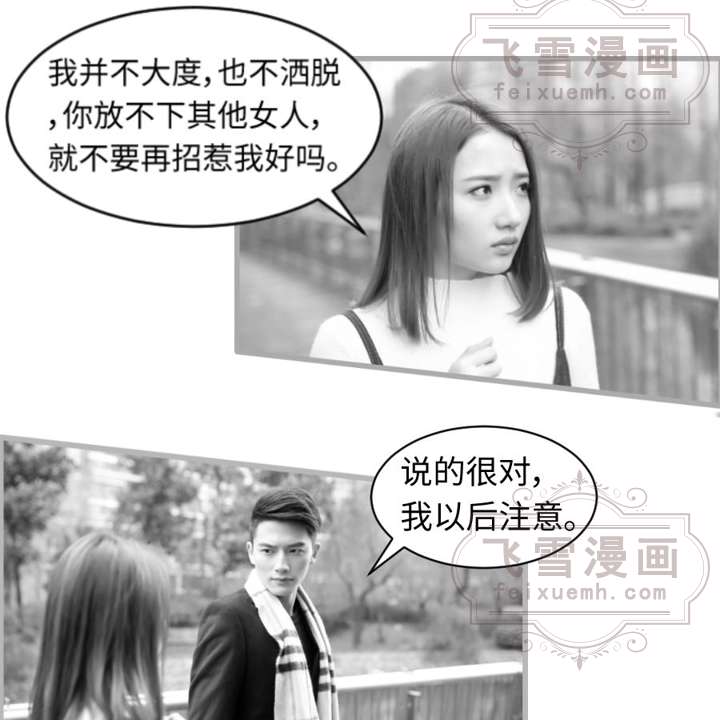 飞雪漫画
feixuemh.com
我并不大度，也不洒脱
，你放不下其他女人，
就不要再招惹我好吗。
说的很对，
我以后注意。
飞雪漫画
feixuemh.com